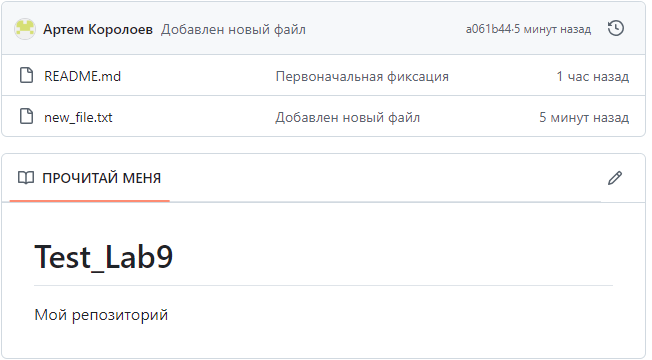 Артем Королоев Добавлен новый файл a061b44·5 минут назад
README.md Первоначальная фиксация 1 час назад
new_file.txt Добавлен новый файл 5 минут назад
ПРОЧИТАЙ МЕНЯ
Test_Lab9
Мой репозиторий